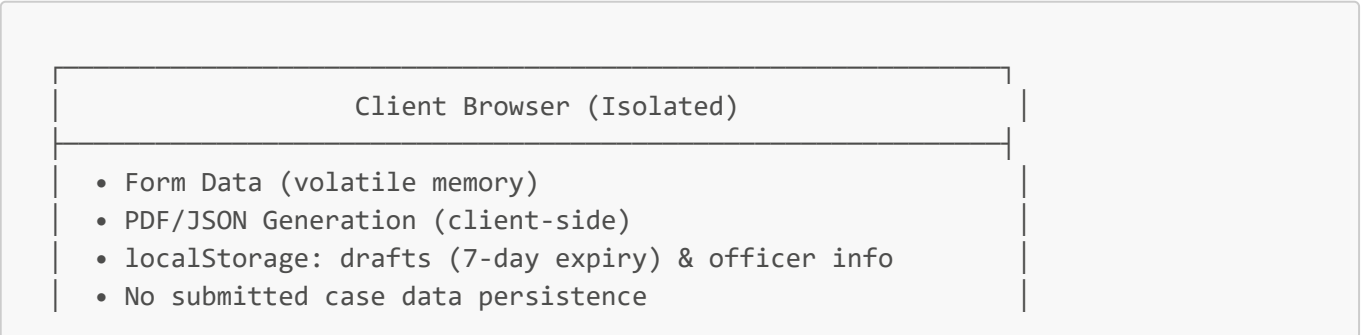 Client Browser (Isolated)
• Form Data (volatile memory)
• PDF/JSON Generation (client-side)
• localStorage: drafts (7-day expiry) & officer info
• No submitted case data persistence